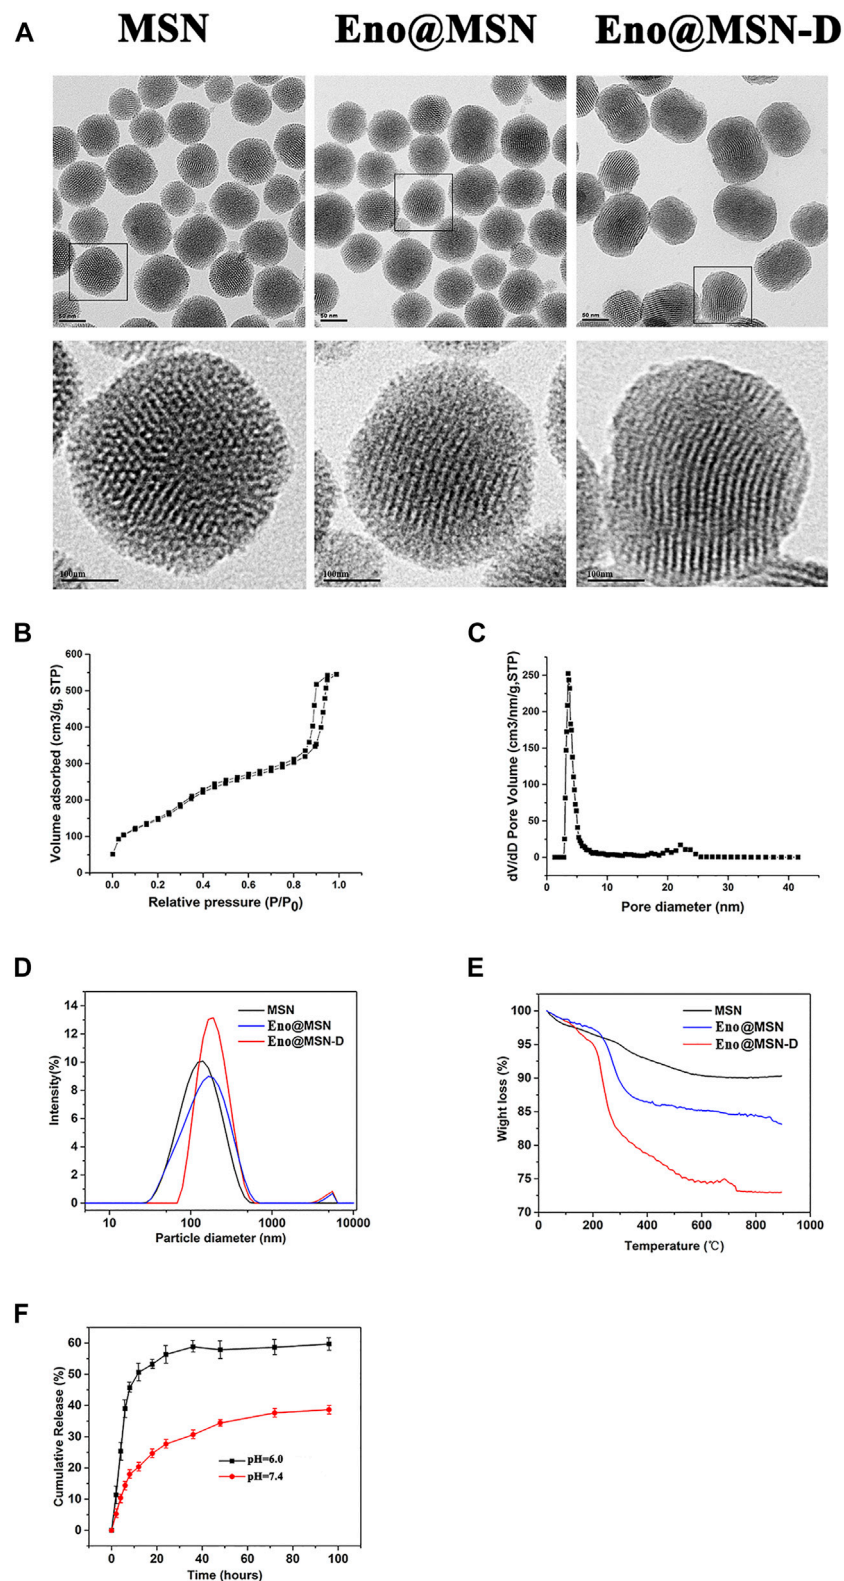 A
MSN
Eno@MSN
Eno@MSN-D
50 nm
50 nm
50 nm
100nm
100nm
100nm
B
Volume adsorbed (cm3/g, STP)
600
500
400
300
200
100
0
0.0 0.2 0.4 0.6 0.8 1.0
Relative pressure (P/P0)
C
dV/dD Pore Volume (cm3/nm/g,STP)
250
200
150
100
50
0
0 10 20 30 40
Pore diameter (nm)
D
Intensity(%)
14
12
10
8
6
4
2
0
MSN
Eno@MSN
Eno@MSN-D
10 100 1000 10000
Particle diameter (nm)
E
Wight loss (%)
100
95
90
85
80
75
70
MSN
Eno@MSN
Eno@MSN-D
0 200 400 600 800 1000
Temperature (℃)
F
Cumulative Release (%)
60
50
40
30
20
10
0
pH=6.0
pH=7.4
0 20 40 60 80 100
Time (hours)